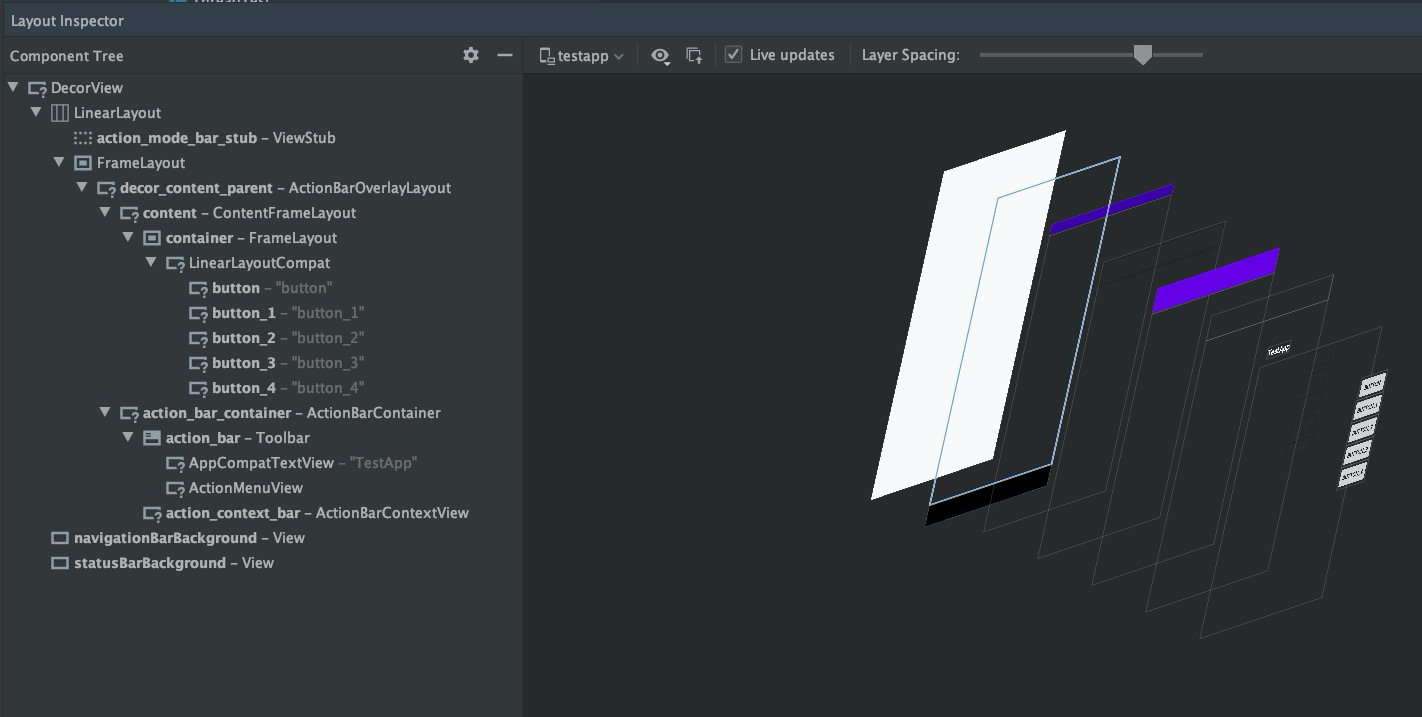 Layout Inspector
Component Tree
testapp
Live updates
Layer Spacing:
DecorView
LinearLayout
action_mode_bar_stub – ViewStub
FrameLayout
decor_content_parent – ActionBarOverlayLayout
content – ContentFrameLayout
container – FrameLayout
LinearLayoutCompat
button – "button"
button_1 – "button_1"
button_2 – "button_2"
button_3 – "button_3"
button_4 – "button_4"
action_bar_container – ActionBarContainer
action_bar – Toolbar
AppCompatTextView – "TestApp"
ActionMenuView
action_context_bar – ActionBarContextView
navigationBarBackground – View
statusBarBackground – View
TestApp
BUTTON